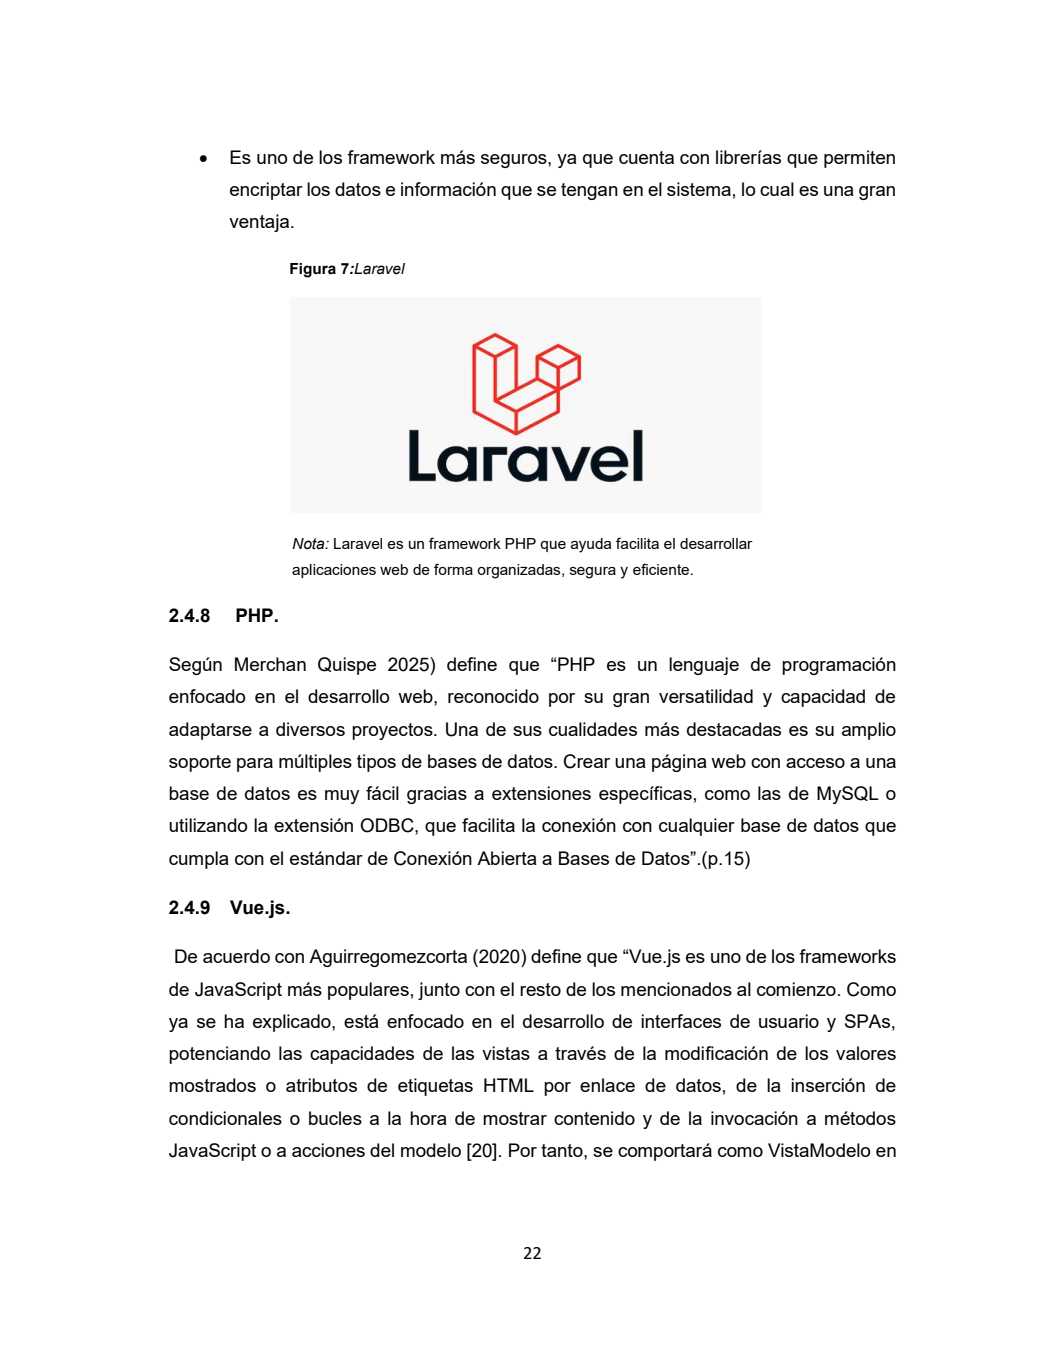 • Es uno de los framework más seguros, ya que cuenta con librerías que permiten
encriptar los datos e información que se tengan en el sistema, lo cual es una gran
ventaja.
Figura 7:Laravel
Laravel
Nota: Laravel es un framework PHP que ayuda facilita el desarrollar
aplicaciones web de forma organizadas, segura y eficiente.
2.4.8 PHP.
Según Merchan Quispe 2025) define que “PHP es un lenguaje de programación
enfocado en el desarrollo web, reconocido por su gran versatilidad y capacidad de
adaptarse a diversos proyectos. Una de sus cualidades más destacadas es su amplio
soporte para múltiples tipos de bases de datos. Crear una página web con acceso a una
base de datos es muy fácil gracias a extensiones específicas, como las de MySQL o
utilizando la extensión ODBC, que facilita la conexión con cualquier base de datos que
cumpla con el estándar de Conexión Abierta a Bases de Datos”.(p.15)
2.4.9 Vue.js.
De acuerdo con Aguirregomezcorta (2020) define que “Vue.js es uno de los frameworks
de JavaScript más populares, junto con el resto de los mencionados al comienzo. Como
ya se ha explicado, está enfocado en el desarrollo de interfaces de usuario y SPAs,
potenciando las capacidades de las vistas a través de la modificación de los valores
mostrados o atributos de etiquetas HTML por enlace de datos, de la inserción de
condicionales o bucles a la hora de mostrar contenido y de la invocación a métodos
JavaScript o a acciones del modelo [20]. Por tanto, se comportará como VistaModelo en
22